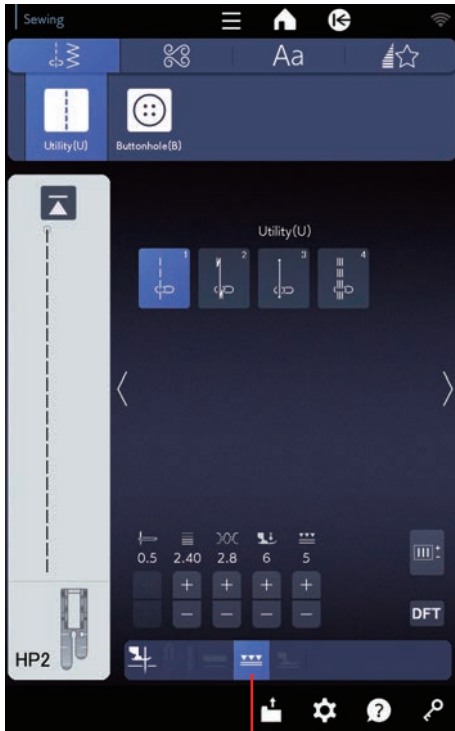 Sewing
Aa
Utility(U) Buttonhole(B)
Utility(U)
1 2 3 4
0.5 2.40 2.8 6 5
+ + + +
− − − −
DFT
HP2
?